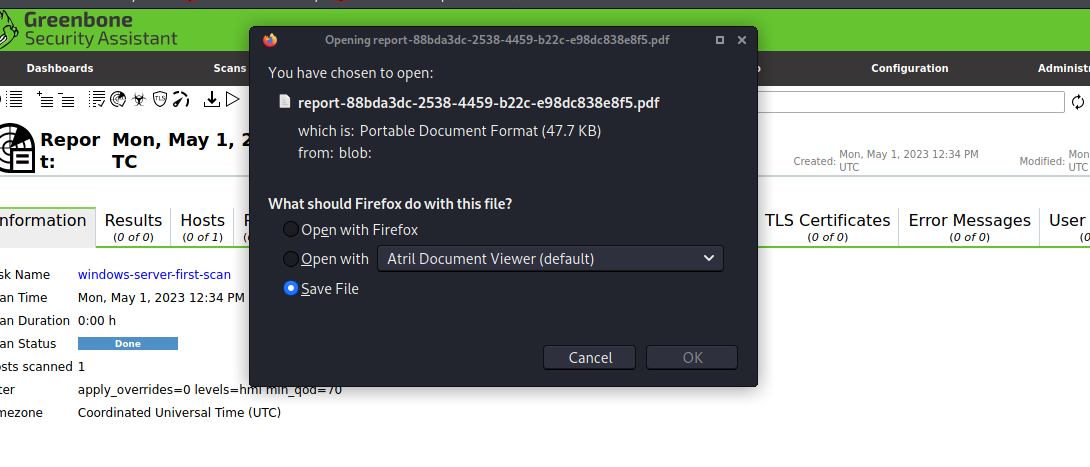 Greenbone
Security Assistant
Opening report-88bda3dc-2538-4459-b22c-e98dc838e8f5.pdf
Dashboards
Scans
Configuration
Administr
You have chosen to open:
report-88bda3dc-2538-4459-b22c-e98dc838e8f5.pdf
which is: Portable Document Format (47.7 KB)
from: blob:
Repor
t:
Mon, May 1, 2
TC
Created:
Mon, May 1, 2023 12:34 PM
UTC
Modified:
Mon
UTC
What should Firefox do with this file?
Open with Firefox
Open with
Atril Document Viewer (default)
Save File
Cancel
OK
nformation
Results
(0 of 0)
Hosts
(0 of 1)
TLS Certificates
(0 of 0)
Error Messages
(0 of 0)
User
(0
sk Name
windows-server-first-scan
an Time
Mon, May 1, 2023 12:34 PM
an Duration
0:00 h
an Status
Done
osts scanned
1
ter
apply_overrides=0 levels=hml min_qod=70
mezone
Coordinated Universal Time (UTC)